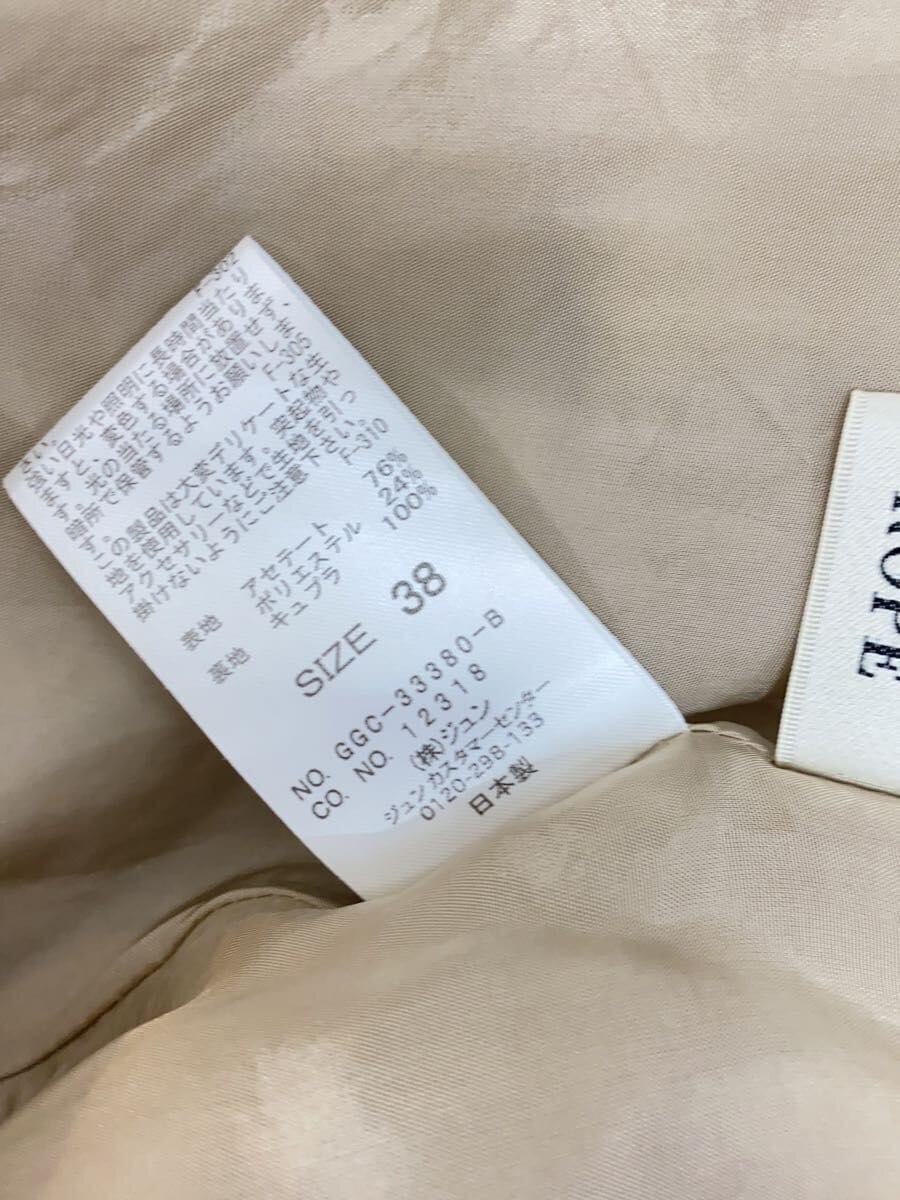 さい。 F-302
強い日光や照明に長時間当たり
ますと、変色する場合がありま
す。光の当たる場所に放置せず、
暗所で保管するようお願いしま
す。 F-305
この製品は大変デリケートな生
地を使用しています。突起物や
アクセサリーなどで生地を引っ
掛けないようにご注意下さい。
F-310
表地 アセテート 76%
ポリエステル 24%
裏地 キュプラ 100%
SIZE 38
NO. GGC-33380-B
CO. NO. 12318
(株)ジュン
ジュンカスタマーセンター
0120-298-133
日本製
ROPE